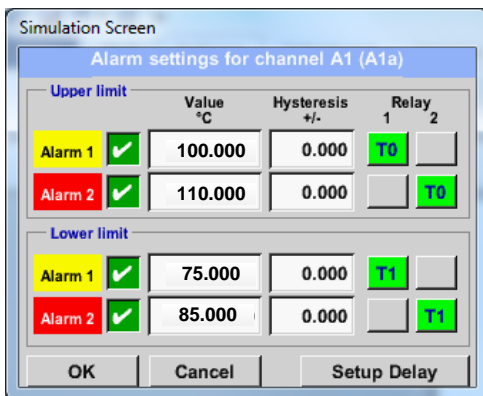 Simulation Screen
Alarm settings for channel A1 (A1a)
Upper limit
Value Hysteresis Relay
°C +/- 1 2
Alarm 1 100.000 0.000 T0
Alarm 2 110.000 0.000 T0
Lower limit
Alarm 1 75.000 0.000 T1
Alarm 2 85.000 0.000 T1
OK Cancel Setup Delay